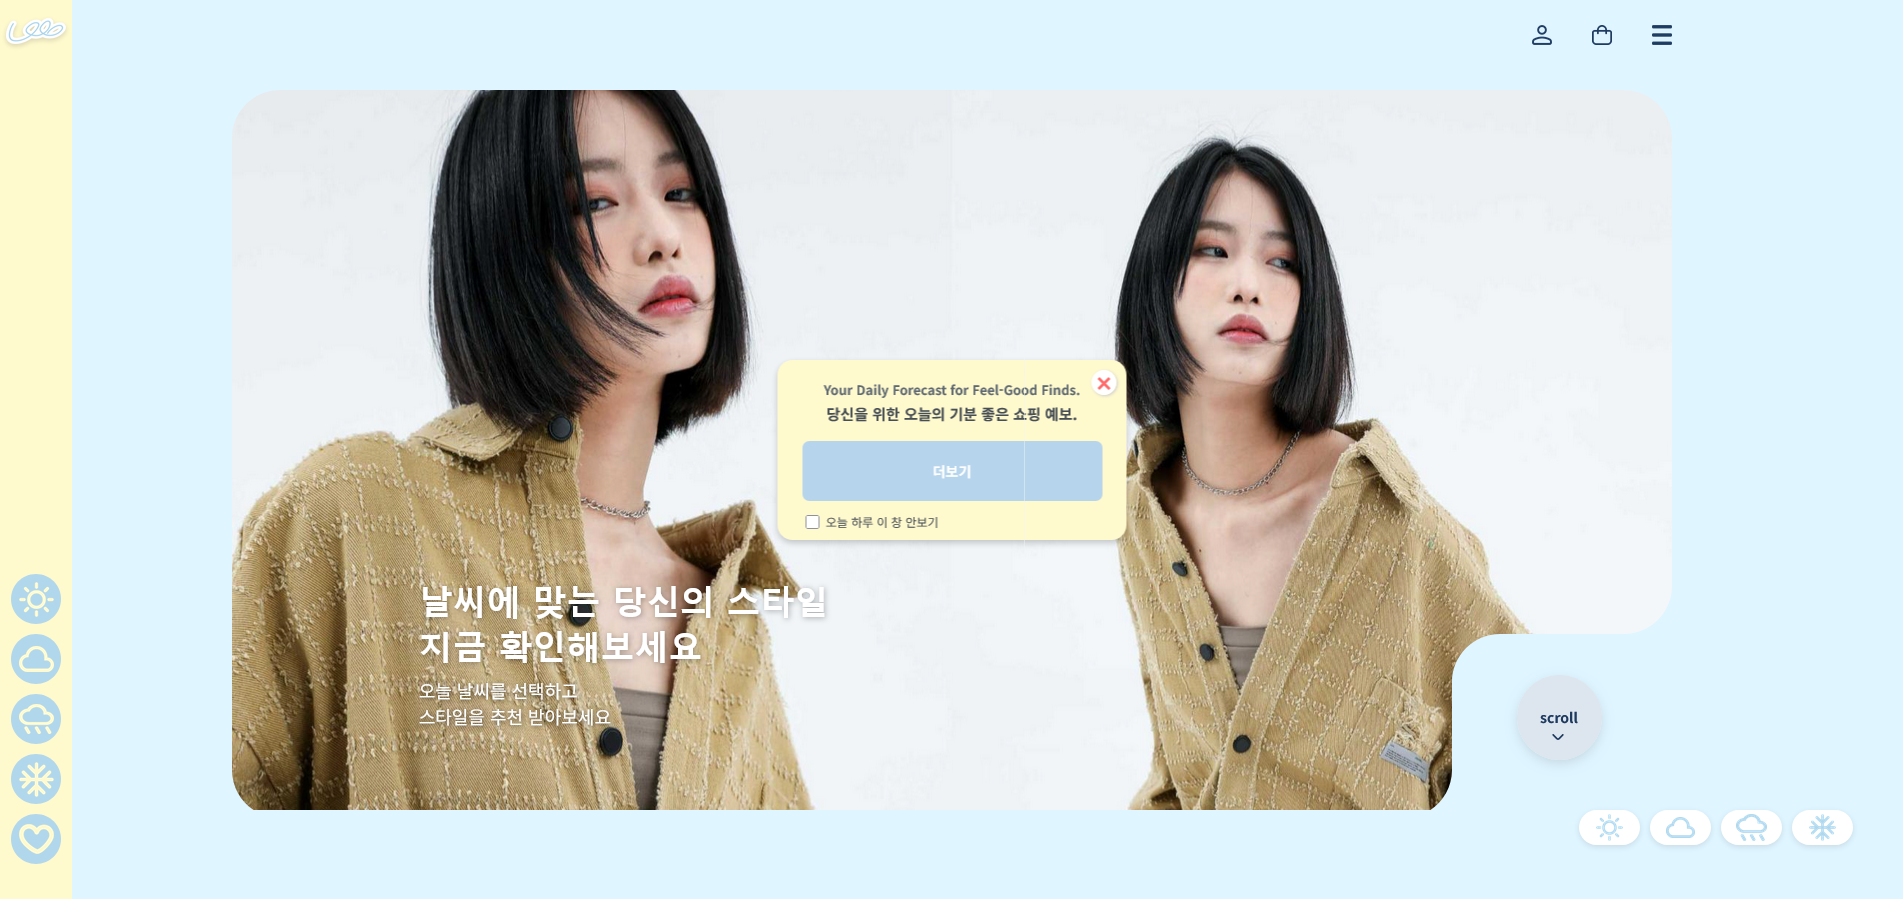 Your Daily Forecast for Feel-Good Finds.
당신을 위한 오늘의 기분 좋은 쇼핑 예보.
더보기
오늘 하루 이 창 안보기
날씨에 맞는 당신의 스타일
지금 확인해보세요
오늘 날씨를 선택하고
스타일을 추천 받아보세요
scroll